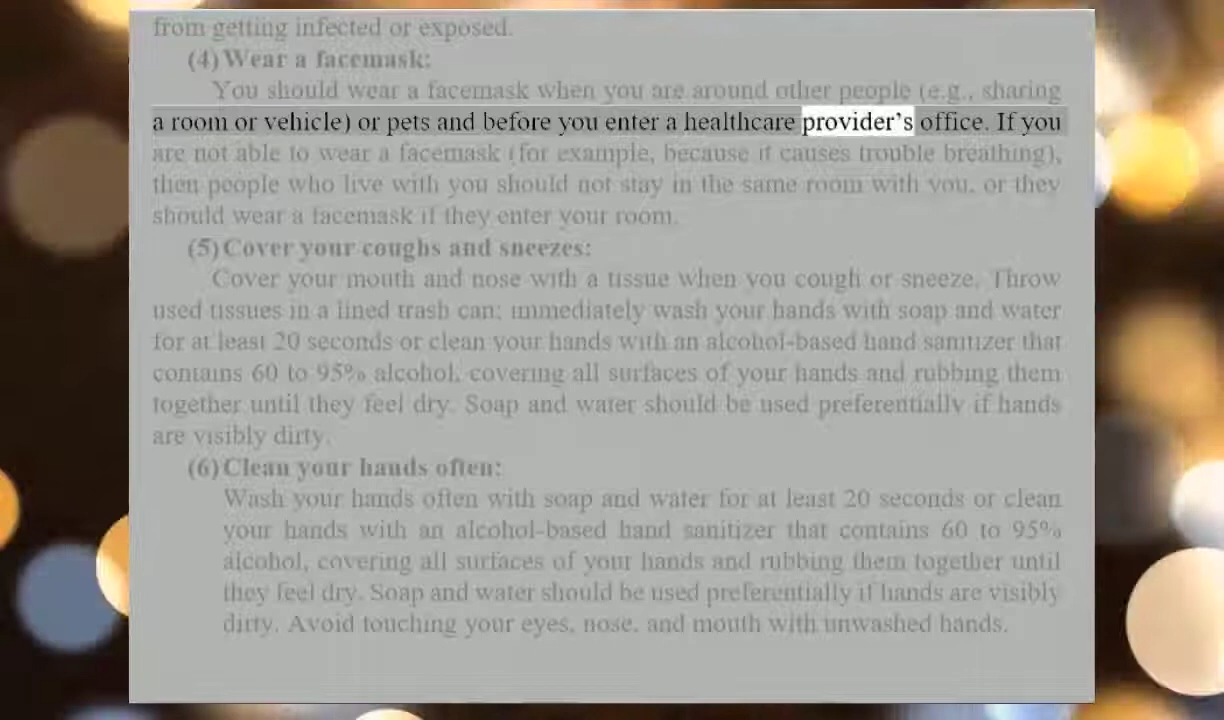 from getting infected or exposed.
(4) Wear a facemask:
You should wear a facemask when you are around other people (e.g., sharing
a room or vehicle) or pets and before you enter a healthcare provider’s office. If you
are not able to wear a facemask (for example, because it causes trouble breathing),
then people who live with you should not stay in the same room with you, or they
should wear a facemask if they enter your room.
(5) Cover your coughs and sneezes:
Cover your mouth and nose with a tissue when you cough or sneeze. Throw
used tissues in a lined trash can; immediately wash your hands with soap and water
for at least 20 seconds or clean your hands with an alcohol-based hand sanitizer that
contains 60 to 95% alcohol, covering all surfaces of your hands and rubbing them
together until they feel dry. Soap and water should be used preferentially if hands
are visibly dirty.
(6) Clean your hands often:
Wash your hands often with soap and water for at least 20 seconds or clean
your hands with an alcohol-based hand sanitizer that contains 60 to 95%
alcohol, covering all surfaces of your hands and rubbing them together until
they feel dry. Soap and water should be used preferentially if hands are visibly
dirty. Avoid touching your eyes, nose, and mouth with unwashed hands.